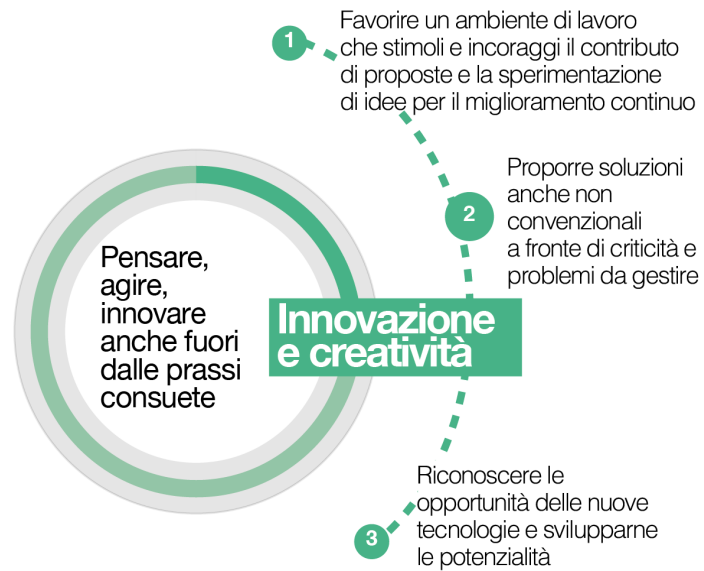 1
Favorire un ambiente di lavoro
che stimoli e incoraggi il contributo
di proposte e la sperimentazione
di idee per il miglioramento continuo
2
Proporre soluzioni
anche non
convenzionali
a fronte di criticità e
problemi da gestire
Pensare,
agire,
innovare
anche fuori
dalle prassi
consuete
Innovazione
e creatività
3
Riconoscere le
opportunità delle nuove
tecnologie e svilupparne
le potenzialità